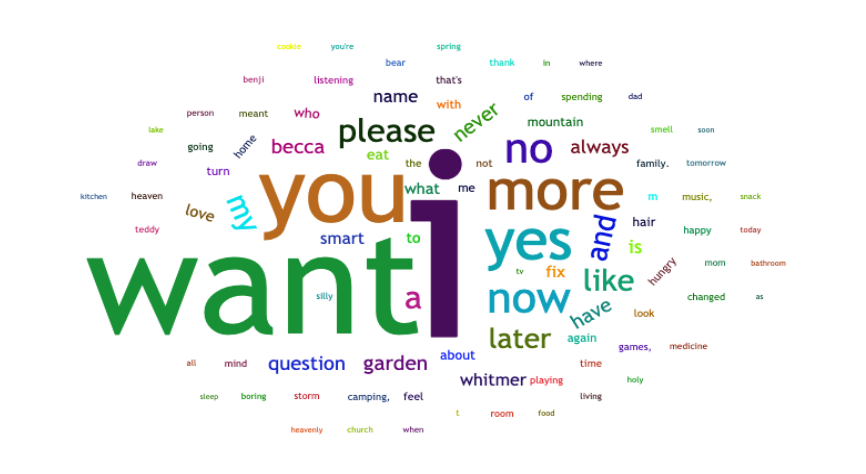 cookie you're spring
bear thank in where
benji listening that's
name with of spending dad
person meant who never mountain
lake please smell soon
going home becca eat no always
draw turn the not family. tomorrow
kitchen heaven you what me more m music, snack
love my i hair
teddy smart to yes and is happy today
want tv fix like hungry mom bathroom
silly a now have changed as
later again look
games, medicine
all mind question garden about time
whitmer playing holy
sleep boring storm camping, feel living
t room food
heavenly church when